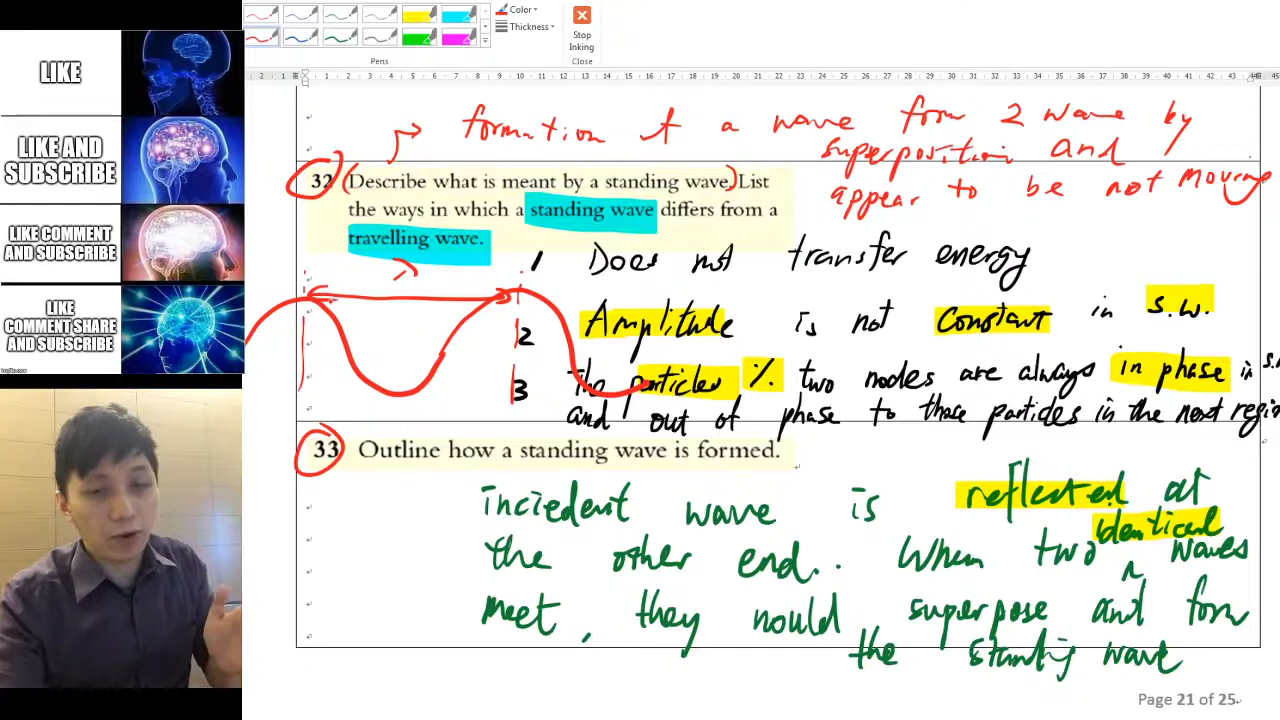 Color
Thickness
Stop
Inking
Pens
Close
LIKE
LIKE AND
SUBSCRIBE
LIKE COMMENT
AND SUBSCRIBE
LIKE
COMMENT SHARE
AND SUBSCRIBE
formation of a wave from 2 wave by
superposition and
appear to be not moving
32 (Describe what is meant by a standing wave.) List
the ways in which a standing wave differs from a
travelling wave.
1 Does not transfer energy
2 Amplitude is not constant in s.w.
3 The particles % two nodes are always in phase in s.
and out of phase to those particles in the next regi
33 Outline how a standing wave is formed.
inciedent wave is reflected at
the other end.. When two identical waves
meet, they nould superpose and form
the standing wave
Page 21 of 25